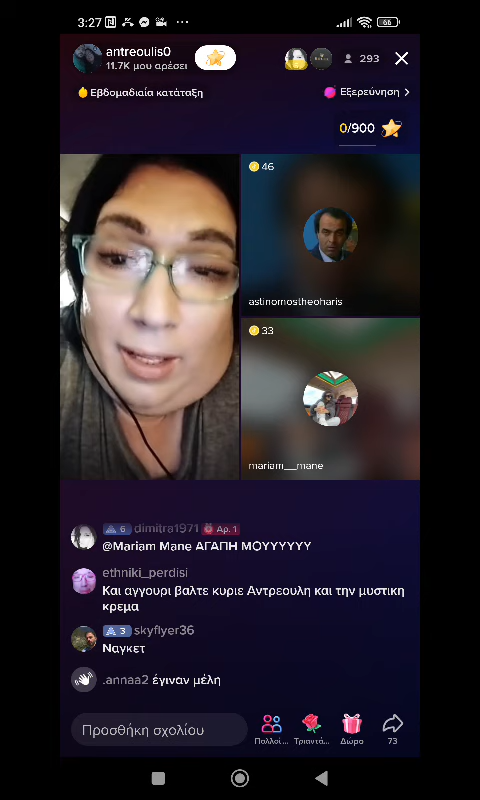 3:27
66
antreoulis0
11.7K μου αρέσει
293
Εβδομαδιαία κατάταξη
Εξερεύνηση
0/900
46
astinomostheoharis
33
mariam__mane
6 dimitra1971 Αρ. 1
@Mariam Mane ΑΓΑΠΗ ΜΟΥΥΥΥΥΥ
ethniki_perdisi
Και αγγουρι βαλτε κυριε Αντρεουλη και την μυστικη
κρεμα
3 skyflyer36
Ναγκετ
.annaa2 έγιναν μέλη
Προσθήκη σχολίου
Πολλοί...
Τριαντά...
Δώρο
73